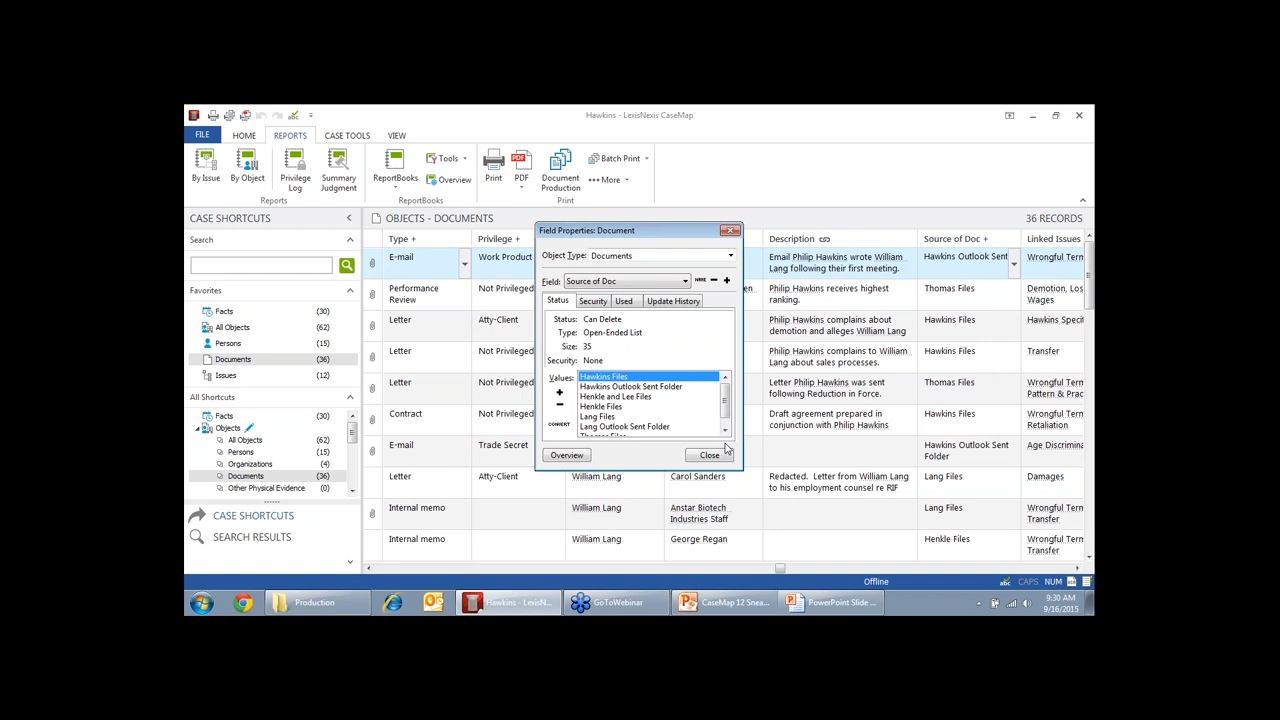 Hawkins - LexisNexis CaseMap
FILE HOME REPORTS CASE TOOLS VIEW
By Issue By Object Privilege Log Summary Judgment
Reports
ReportBooks Tools Overview
ReportBooks
Print PDF Document Production Batch Print More
Print
CASE SHORTCUTS
Search
Favorites
Facts (30)
All Objects (62)
Persons (15)
Documents (36)
Issues (12)
All Shortcuts
Facts (30)
Objects
All Objects (62)
Persons (15)
Organizations (4)
Documents (36)
Other Physical Evidence (0)
CASE SHORTCUTS
SEARCH RESULTS
OBJECTS - DOCUMENTS 36 RECORDS
Type + Privilege + Description Source of Doc + Linked Issues
E-mail Work Product Email Philip Hawkins wrote William Hawkins Outlook Sent Wrongful Term
Lang following their first meeting.
Performance Not Privileged Philip Hawkins receives highest Thomas Files Demotion, Los
Review ranking. Wages
Letter Atty-Client Philip Hawkins complains about Hawkins Files Hawkins Specif
demotion and alleges William Lang
Letter Not Privileged Philip Hawkins complains to William Hawkins Files Transfer
Lang about sales processes.
Letter Not Privileged Letter Philip Hawkins was sent Thomas Files Wrongful Term
following Reduction in Force. Pattern & Prac
Contract Not Privileged Draft agreement prepared in Hawkins Files Wrongful Term
conjunction with Philip Hawkins Retaliation
E-mail Trade Secret Hawkins Outlook Sent Age Discrimina
Folder
Letter Atty-Client William Lang Carol Sanders Redacted. Letter from William Lang Lang Files Damages
to his employment counsel re RIF
Internal memo William Lang Anstar Biotech Lang Files Wrongful Term
Industries Staff Transfer
Internal memo William Lang George Regan Henkle Files Wrongful Term
Transfer
Field Properties: Document
Object Type: Documents
Field: Source of Doc
Status Security Used Update History
Status: Can Delete
Type: Open-Ended List
Size: 35
Security: None
Values: Hawkins Files
Hawkins Outlook Sent Folder
Henkle and Lee Files
Henkle Files
Lang Files
CONVERT Lang Outlook Sent Folder
Thomas Files
Overview Close
Offline CAPS NUM
Production Hawkins - LexisN... GoToWebinar CaseMap 12 Snea... PowerPoint Slide ...
9:30 AM
9/16/2015